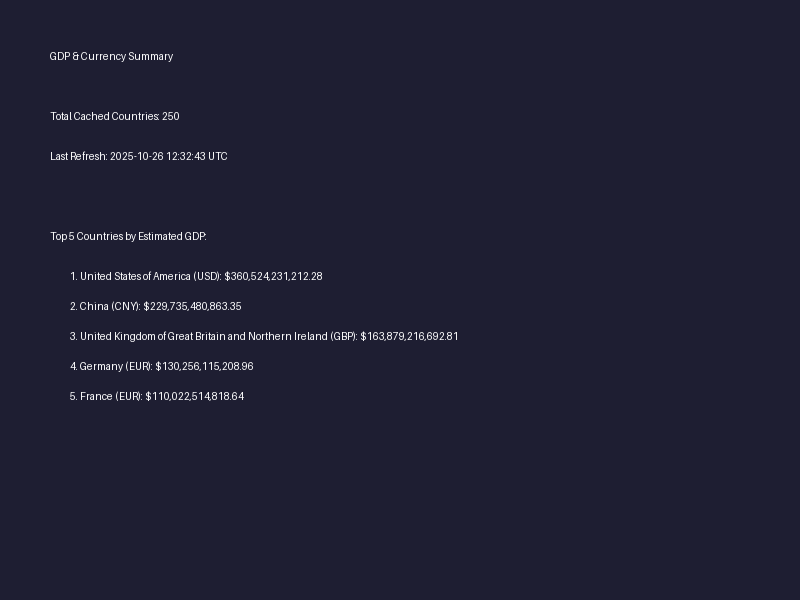 GDP & Currency Summary
Total Cached Countries: 250
Last Refresh: 2025-10-26 12:32:43 UTC
Top 5 Countries by Estimated GDP:
1. United States of America (USD): $360,524,231,212.28
2. China (CNY): $229,735,480,863.35
3. United Kingdom of Great Britain and Northern Ireland (GBP): $163,879,216,692.81
4. Germany (EUR): $130,256,115,208.96
5. France (EUR): $110,022,514,818.64